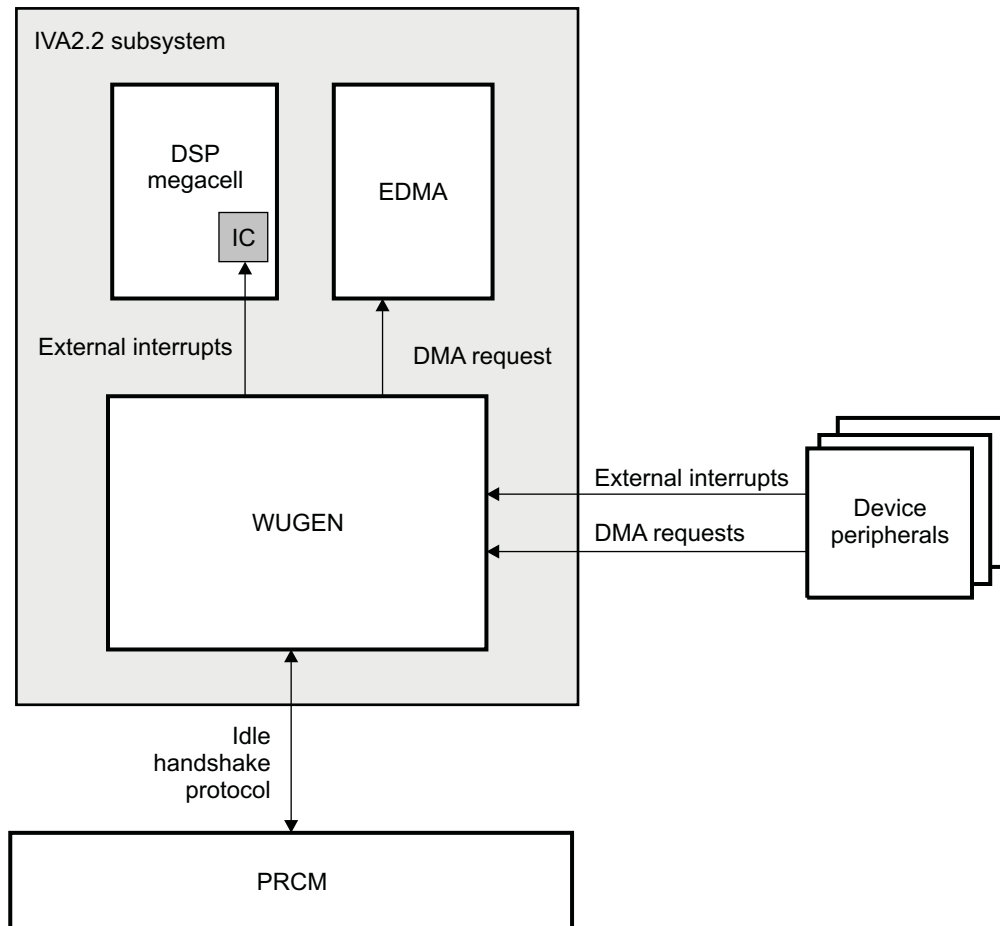 IVA2.2 subsystem
DSP
megacell
IC
EDMA
External interrupts
DMA request
WUGEN
External interrupts
DMA requests
Device
peripherals
Idle
handshake
protocol
PRCM